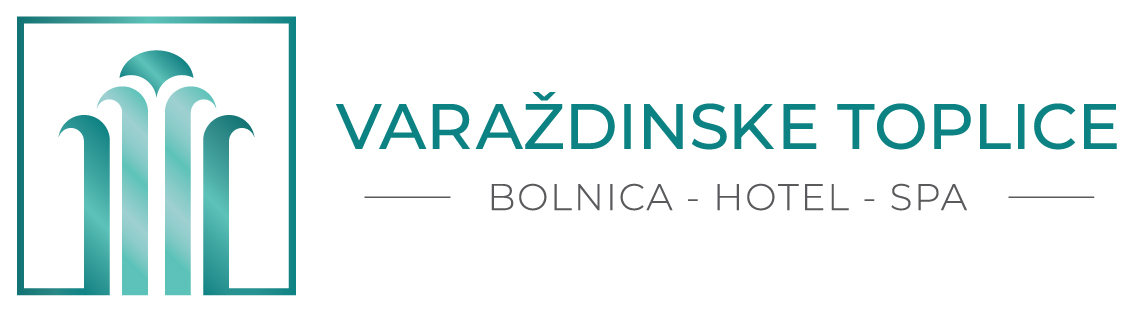 VARAŽDINSKE TOPLICE
BOLNICA - HOTEL - SPA